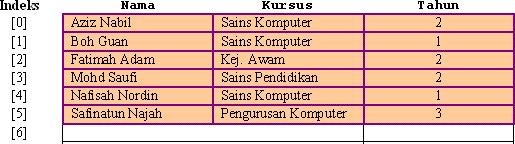 Indeks Nama Kursus Tahun
[0] Aziz Nabil Sains Komputer 2
[1] Boh Guan Sains Komputer 1
[2] Fatimah Adam Kej. Awam 2
[3] Mohd Saufi Sains Pendidikan 2
[4] Nafisah Nordin Sains Komputer 1
[5] Safinatun Najah Pengurusan Komputer 3
[6]